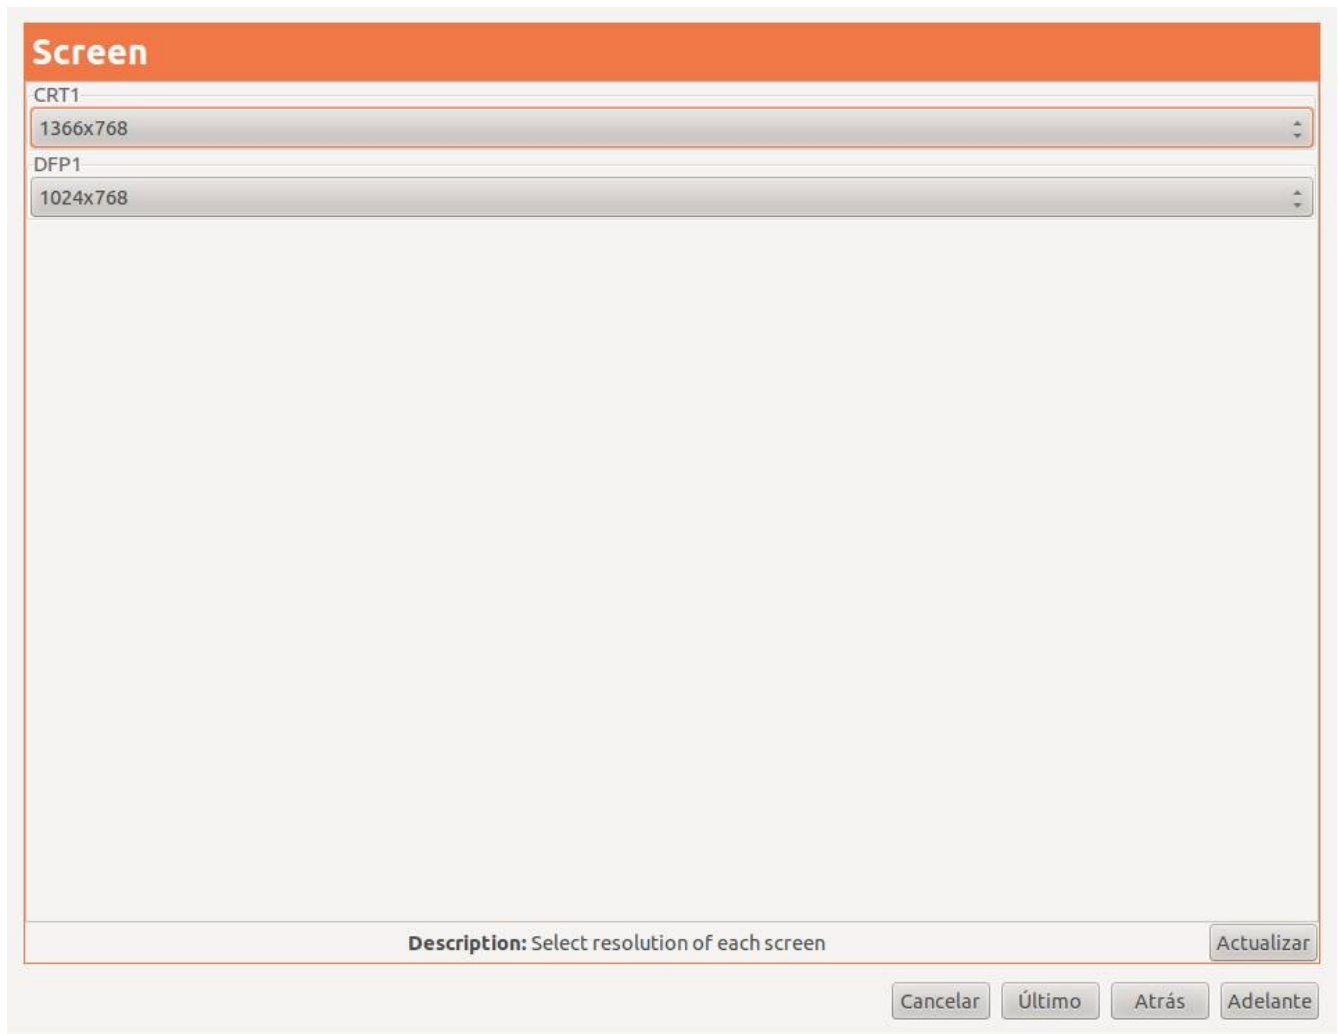 Screen
CRT1
1366x768
DFP1
1024x768
Description: Select resolution of each screen
Actualizar
Cancelar
Último
Atrás
Adelante